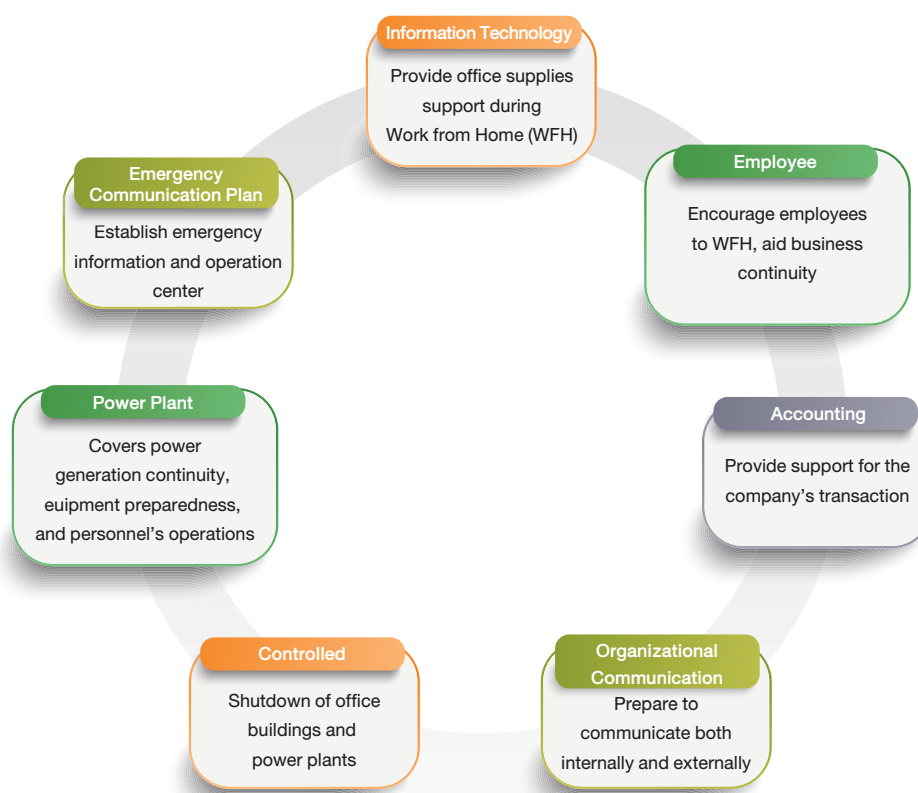 Information Technology
Provide office supplies
support during
Work from Home (WFH)
Employee
Encourage employees
to WFH, aid business
continuity
Accounting
Provide support for the
company’s transaction
Organizational
Communication
Prepare to
communicate both
internally and externally
Controlled
Shutdown of office
buildings and
power plants
Power Plant
Covers power
generation continuity,
euipment preparedness,
and personnel’s operations
Emergency
Communication Plan
Establish emergency
information and operation
center